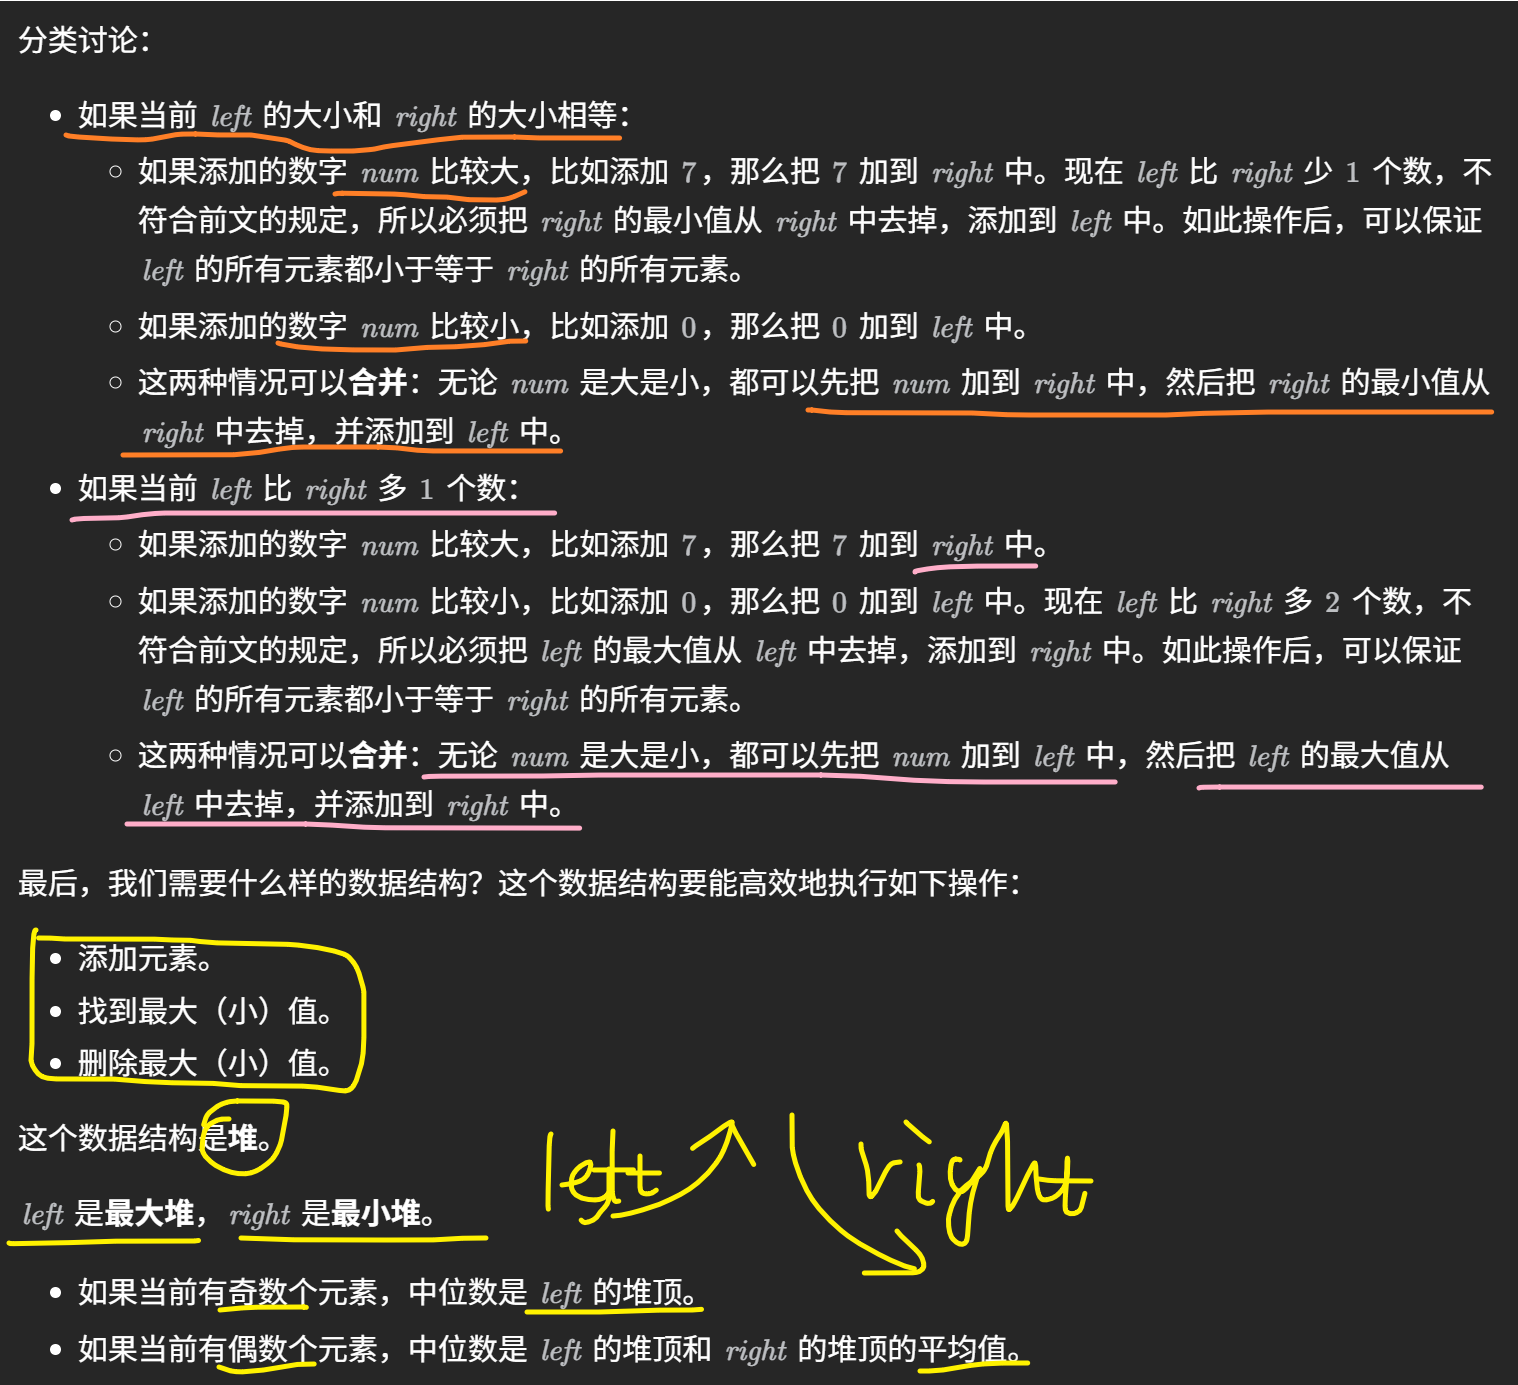 分类讨论：
如果当前 left 的大小和 right 的大小相等：
如果添加的数字 num 比较大，比如添加 7，那么把 7 加到 right 中。现在 left 比 right 少 1 个数，不
符合前文的规定，所以必须把 right 的最小值从 right 中去掉，添加到 left 中。如此操作后，可以保证
left 的所有元素都小于等于 right 的所有元素。
如果添加的数字 num 比较小，比如添加 0，那么把 0 加到 left 中。
这两种情况可以合并：无论 num 是大是小，都可以先把 num 加到 right 中，然后把 right 的最小值从
right 中去掉，并添加到 left 中。
如果当前 left 比 right 多 1 个数：
如果添加的数字 num 比较大，比如添加 7，那么把 7 加到 right 中。
如果添加的数字 num 比较小，比如添加 0，那么把 0 加到 left 中。现在 left 比 right 多 2 个数，不
符合前文的规定，所以必须把 left 的最大值从 left 中去掉，添加到 right 中。如此操作后，可以保证
left 的所有元素都小于等于 right 的所有元素。
这两种情况可以合并：无论 num 是大是小，都可以先把 num 加到 left 中，然后把 left 的最大值从
left 中去掉，并添加到 right 中。
最后，我们需要什么样的数据结构？这个数据结构要能高效地执行如下操作：
添加元素。
找到最大（小）值。
删除最大（小）值。
这个数据结构是堆。
left right
left 是最大堆，right 是最小堆。
如果当前有奇数个元素，中位数是 left 的堆顶。
如果当前有偶数个元素，中位数是 left 的堆顶和 right 的堆顶的平均值。